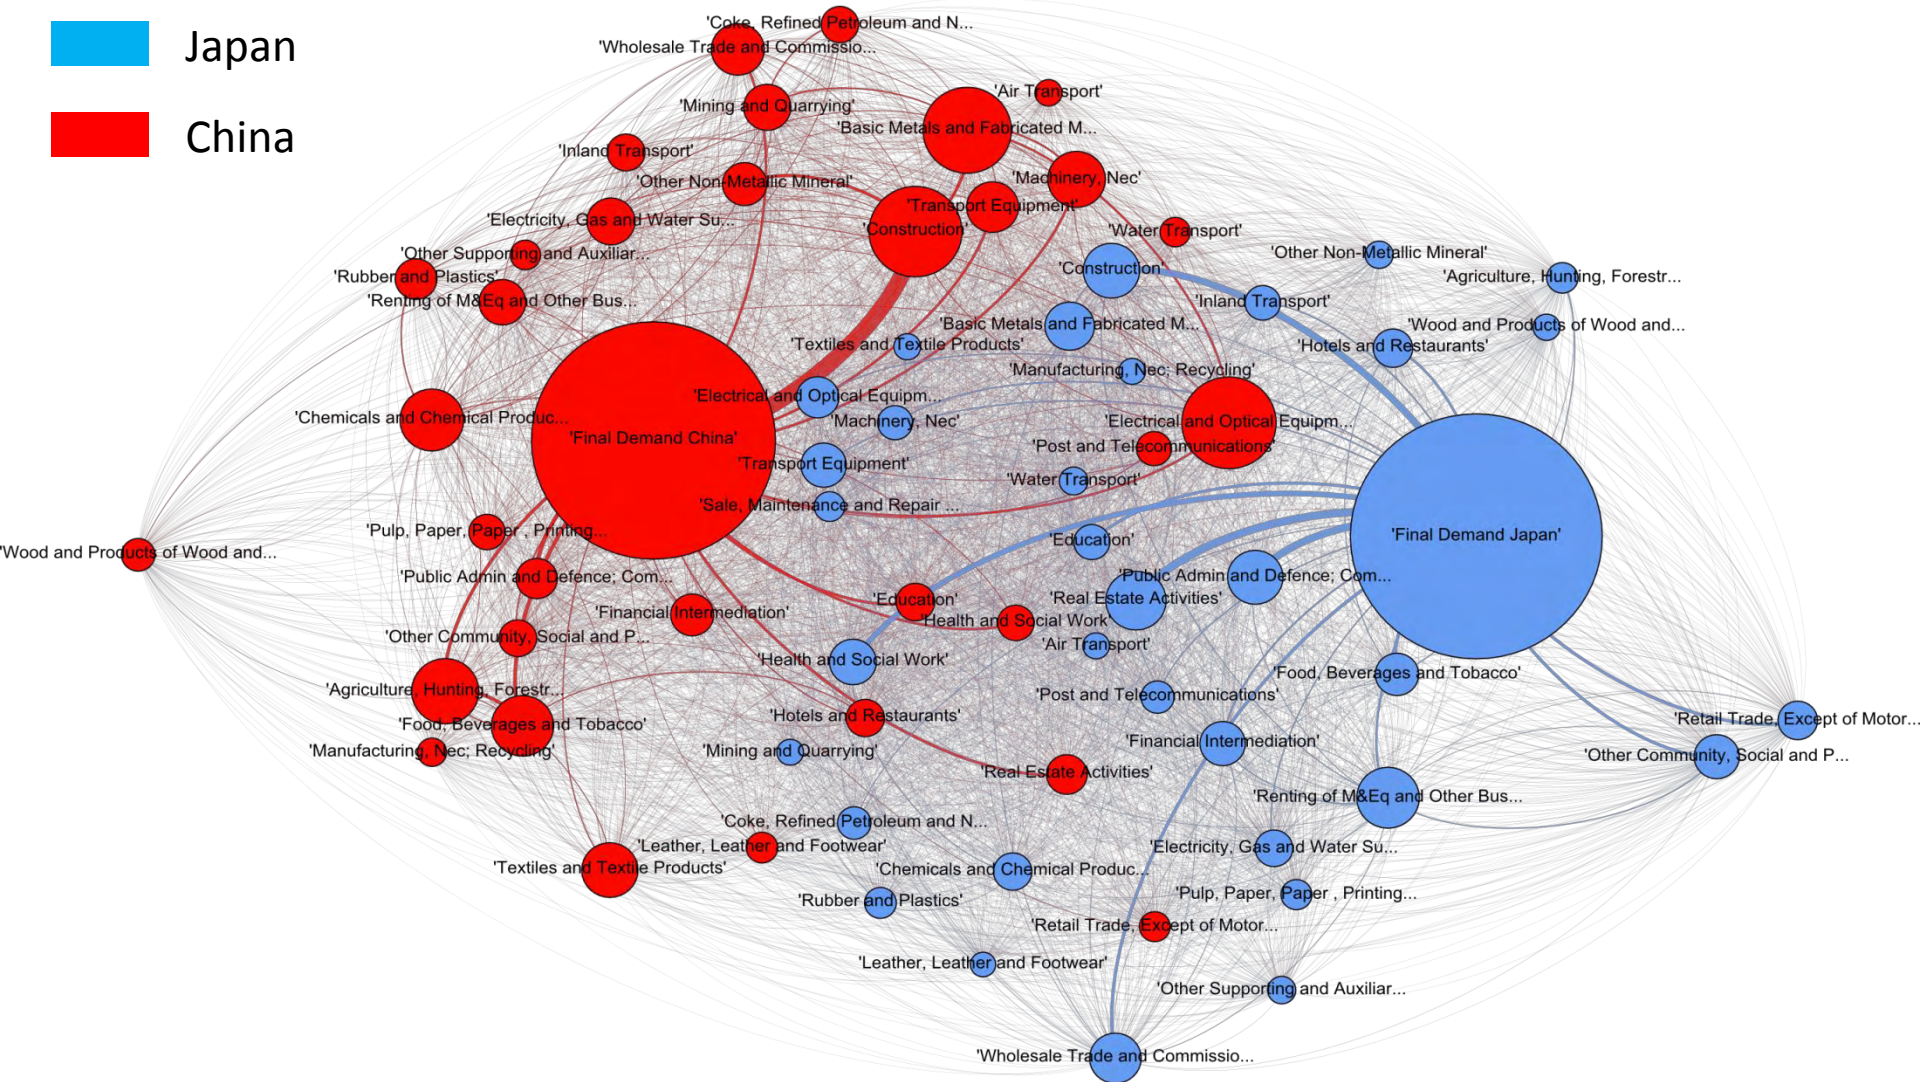 Japan
China
'Coke, Refined Petroleum and N...
'Wholesale Trade and Commissio...
'Air Transport'
'Mining and Quarrying'
'Basic Metals and Fabricated M...
'Inland Transport'
'Other Non-Metallic Mineral'
'Machinery, Nec'
'Transport Equipment'
'Electricity, Gas and Water Su...
'Construction'
'Water Transport'
'Other Supporting and Auxiliar...
'Other Non-Metallic Mineral'
'Rubber and Plastics'
'Construction'
'Agriculture, Hunting, Forestr...
'Renting of M&Eq and Other Bus...
'Inland Transport'
'Basic Metals and Fabricated M...
'Wood and Products of Wood and...
'Textiles and Textile Products'
'Hotels and Restaurants'
'Manufacturing, Nec; Recycling'
'Electrical and Optical Equipm...
'Chemicals and Chemical Produc...
'Machinery, Nec'
'Electrical and Optical Equipm...
'Final Demand China'
'Post and Telecommunications'
'Transport Equipment'
'Water Transport'
'Sale, Maintenance and Repair ...
'Pulp, Paper, Paper , Printing...
'Education'
'Final Demand Japan'
'Wood and Products of Wood and...
'Public Admin and Defence; Com...
'Public Admin and Defence; Com...
'Education'
'Real Estate Activities'
'Financial Intermediation'
'Health and Social Work'
'Other Community, Social and P...
'Air Transport'
'Health and Social Work'
'Food, Beverages and Tobacco'
'Agriculture, Hunting, Forestr...
'Post and Telecommunications'
'Hotels and Restaurants'
'Retail Trade, Except of Motor...
'Food, Beverages and Tobacco'
'Financial Intermediation'
'Manufacturing, Nec; Recycling'
'Mining and Quarrying'
'Other Community, Social and P...
'Real Estate Activities'
'Renting of M&Eq and Other Bus...
'Coke, Refined Petroleum and N...
'Leather, Leather and Footwear'
'Electricity, Gas and Water Su...
'Textiles and Textile Products'
'Chemicals and Chemical Produc...
'Pulp, Paper, Paper , Printing...
'Rubber and Plastics'
'Retail Trade, Except of Motor...
'Leather, Leather and Footwear'
'Other Supporting and Auxiliar...
'Wholesale Trade and Commissio...